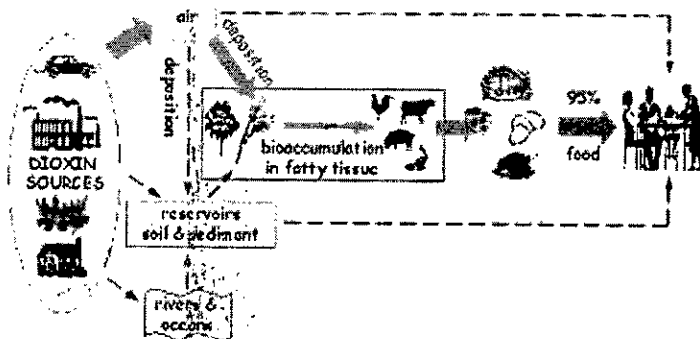 air
deposition
deposition
95%
food
bioaccumulation
in fatty tissue
DIOXIN
SOURCES
reservoirs
soil & sediment
rivers &
oceans